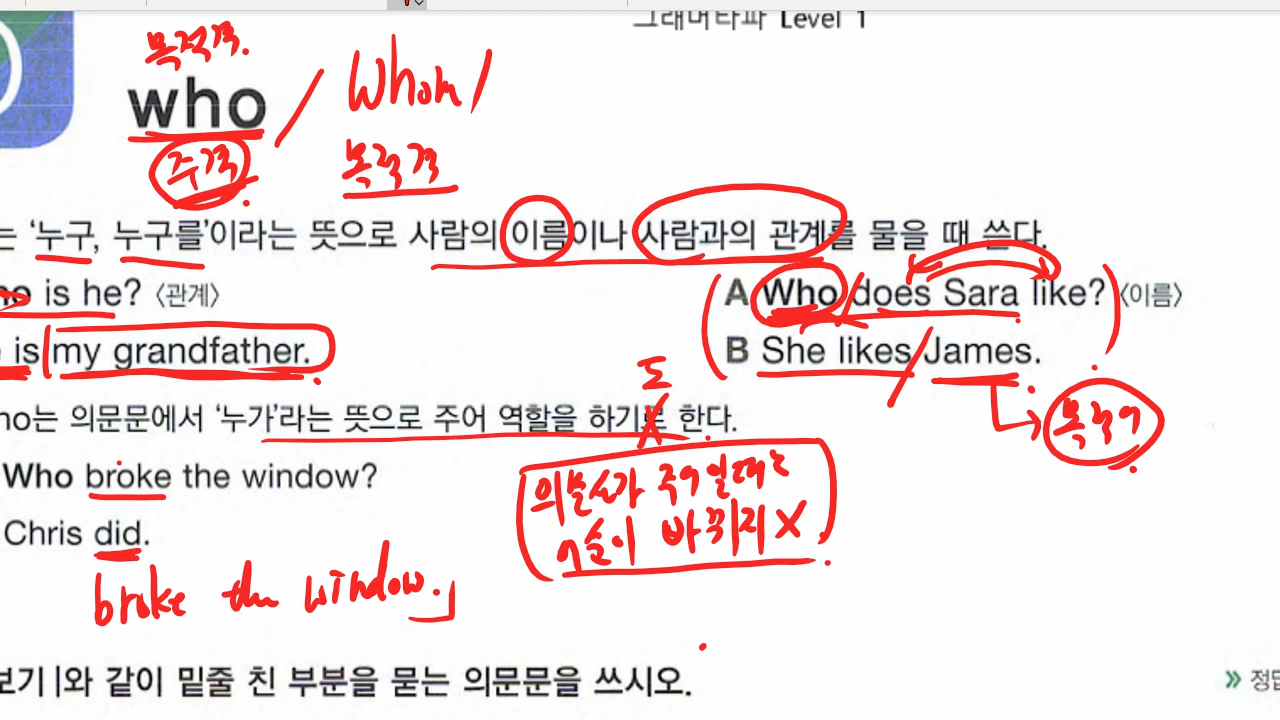 그래머타파 Level 1
목적격.
who / Whom /
주격. 목적격
는 '누구, 누구를'이라는 뜻으로 사람의 이름이나 사람과의 관계를 물을 때 쓴다.
is he? 〈관계〉
A Who does Sara like? 〈이름〉
is my grandfather.
B She likes James.
목적어
도
ho는 의문문에서 '누가'라는 뜻으로 주어 역할을 하기로 한다.
Who broke the window?
의문사가 주어일때는
어순이 바뀌지 X
Chris did.
broke the window.
보기 |와 같이 밑줄 친 부분을 묻는 의문문을 쓰시오.
» 정답